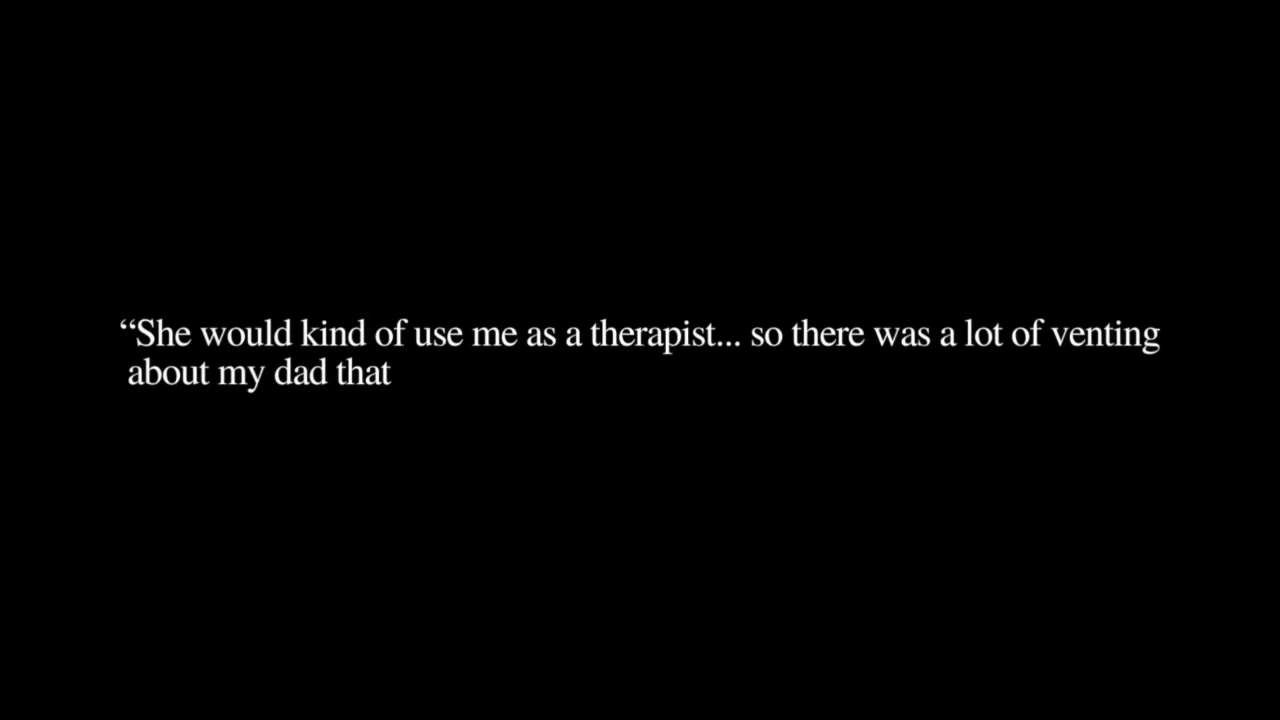 “She would kind of use me as a therapist... so there was a lot of venting
about my dad that